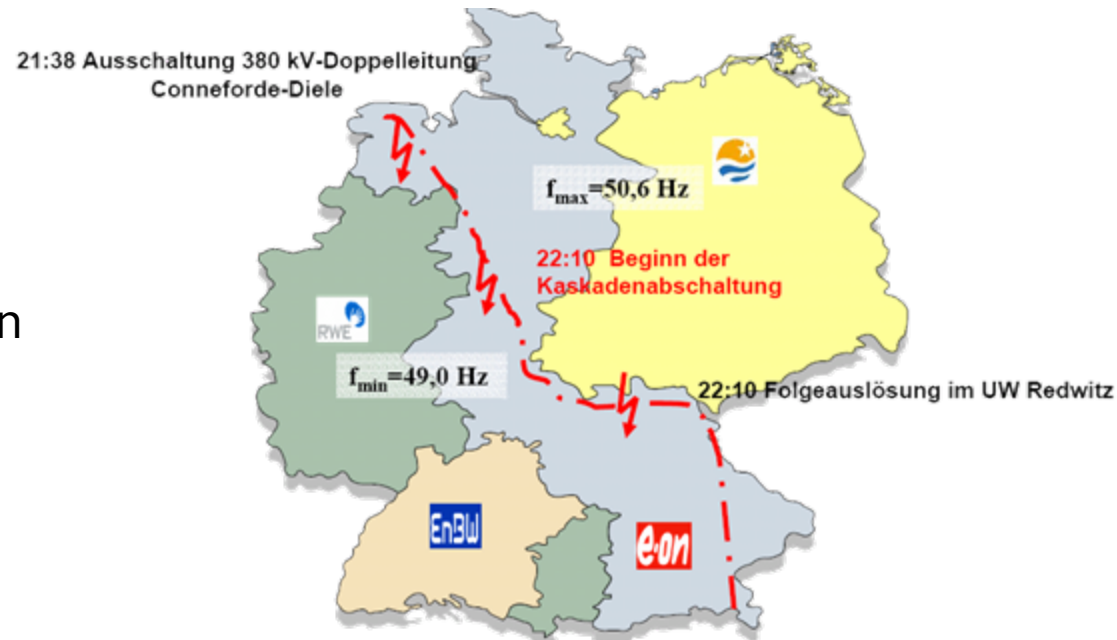 21:38 Ausschaltung 380 kV-Doppelleitung
Conneforde-Diele
fmax=50,6 Hz
22:10 Beginn der
Kaskadenabschaltung
n
RWE
fmin=49,0 Hz
22:10 Folgeauslösung im UW Redwitz
EnBW
e·on